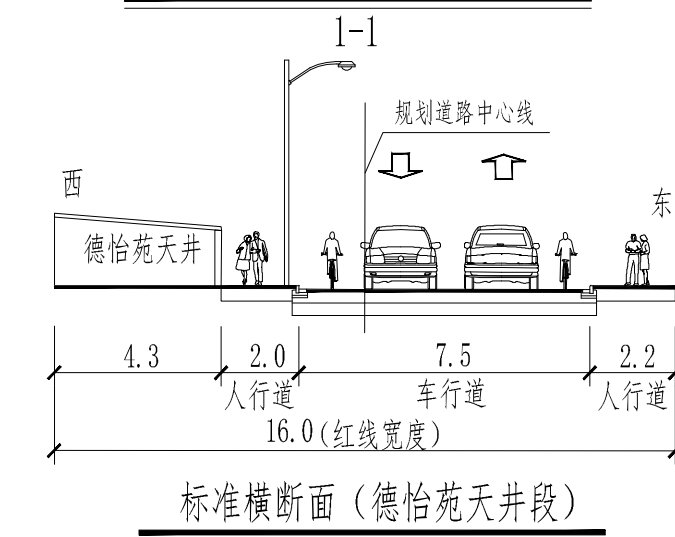 1-1
规划道路中心线
西
东
德怡苑天井
4.3 2.0 7.5 2.2
人行道 车行道 人行道
16.0(红线宽度)
标准横断面(德怡苑天井段)